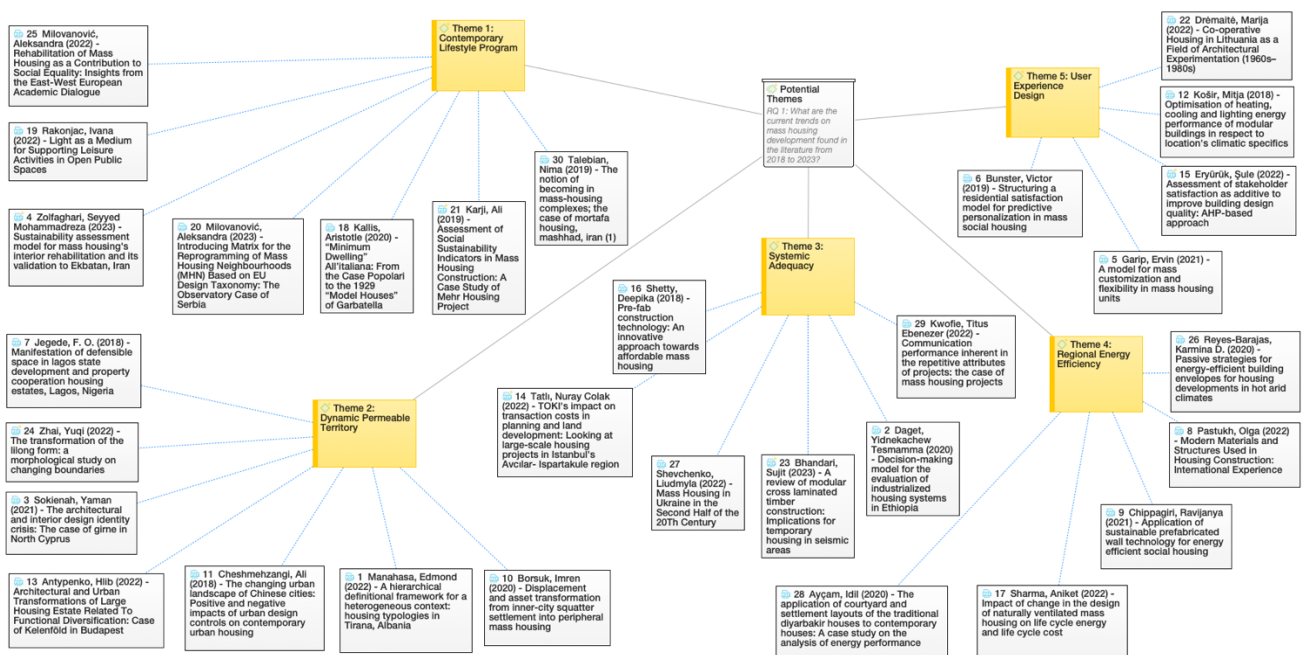 25 Milovanović,
Aleksandra (2022) -
Rehabilitation of Mass
Housing as a Contribution to
Social Equality: Insights from
the East-West European
Academic Dialogue
19 Rakonjac, Ivana
(2022) - Light as a Medium
for Supporting Leisure
Activities in Open Public
Spaces
4 Zolfaghari, Seyyed
Mohammadreza (2023) -
Sustainability assessment
model for mass housing's
interior rehabilitation and its
validation to Ekbatan, Iran
Theme 1:
Contemporary
Lifestyle Program
20 Milovanović,
Aleksandra (2023) -
Introducing Matrix for the
Reprogramming of Mass
Housing Neighbourhoods
(MHN) Based on EU
Design Taxonomy: The
Observatory Case of
Serbia
18 Kallis,
Aristotle (2020) -
“Minimum
Dwelling”
All’italiana: From
the Case Popolari
to the 1929
“Model Houses” of
Garbatella
21 Karji, Ali
(2019) -
Assessment of
Social
Sustainability
Indicators in Mass
Housing
Construction: A
Case Study of
Mehr Housing
Project
30 Talebian,
Nima (2019) - The
notion of
becoming in
mass-housing
complexes; the
case of mortafa
housing,
mashhad, iran (1)
Potential
Themes
RQ 1: What are the
current trends on
mass housing
development found in
the literature from
2018 to 2023?
Theme 5: User
Experience
Design
22 Drėmaitė, Marija
(2022) - Co-operative
Housing in Lithuania as a
Field of Architectural
Experimentation (1960s–
1980s)
12 Košir, Mitja (2018) -
Optimisation of heating,
cooling and lighting energy
performance of modular
buildings in respect to
location's climatic specifics
15 Eryürük, Şule (2022) -
Assessment of stakeholder
satisfaction as additive to
improve building design
quality: AHP-based
approach
6 Bunster, Victor
(2019) - Structuring a
residential satisfaction
model for predictive
personalization in mass
social housing
5 Garip, Ervin (2021) -
A model for mass
customization and
flexibility in mass housing
units
Theme 3:
Systemic
Adequacy
16 Shetty,
Deepika (2018) -
Pre-fab
construction
technology: An
innovative
approach towards
affordable mass
housing
29 Kwofie, Titus
Ebenezer (2022) -
Communication
performance inherent in
the repetitive attributes
of projects: the case of
mass housing projects
14 Tatlı, Nuray Colak
(2022) - TOKI's impact on
transaction costs in
planning and land
development: Looking at
large-scale housing
projects in Istanbul's
Avcılar- Ispartakule region
27
Shevchenko,
Liudmyla (2022) -
Mass Housing in
Ukraine in the
Second Half of the
20Th Century
23 Bhandari,
Sujit (2023) - A
review of modular
cross laminated
timber
construction:
Implications for
temporary
housing in seismic
areas
2 Daget,
Yidnekachew
Tesmamma (2020)
- Decision-making
model for the
evaluation of
industrialized
housing systems
in Ethiopia
Theme 4:
Regional Energy
Efficiency
26 Reyes-Barajas,
Karmina D. (2020) -
Passive strategies for
energy-efficient building
envelopes for housing
developments in hot arid
climates
8 Pastukh, Olga (2022)
- Modern Materials and
Structures Used in
Housing Construction:
International Experience
9 Chippagiri, Ravijanya
(2021) - Application of
sustainable prefabricated
wall technology for energy
efficient social housing
28 Ayçam, Idil (2020) - The
application of courtyard and
settlement layouts of the traditional
diyarbakir houses to contemporary
houses: A case study on the
analysis of energy performance
17 Sharma, Aniket (2022) -
Impact of change in the design
of naturally ventilated mass
housing on life cycle energy
and life cycle cost
7 Jegede, F. O. (2018) -
Manifestation of defensible
space in lagos state
development and property
cooperation housing
estates, Lagos, Nigeria
24 Zhai, Yuqi (2022) -
The transformation of the
lilong form: a
morphological study on
changing boundaries
3 Sokienah, Yaman
(2021) - The architectural
and interior design identity
crisis: The case of girne in
North Cyprus
Theme 2:
Dynamic Permeable
Territory
13 Antypenko, Hlib (2022) -
Architectural and Urban
Transformations of Large
Housing Estate Related To
Functional Diversification: Case
of Kelenföld in Budapest
11 Cheshmehzangi, Ali
(2018) - The changing urban
landscape of Chinese cities:
Positive and negative
impacts of urban design
controls on contemporary
urban housing
1 Manahasa, Edmond
(2022) - A hierarchical
definitional framework for a
heterogeneous context:
housing typologies in
Tirana, Albania
10 Borsuk, Imren
(2020) - Displacement
and asset transformation
from inner-city squatter
settlement into peripheral
mass housing